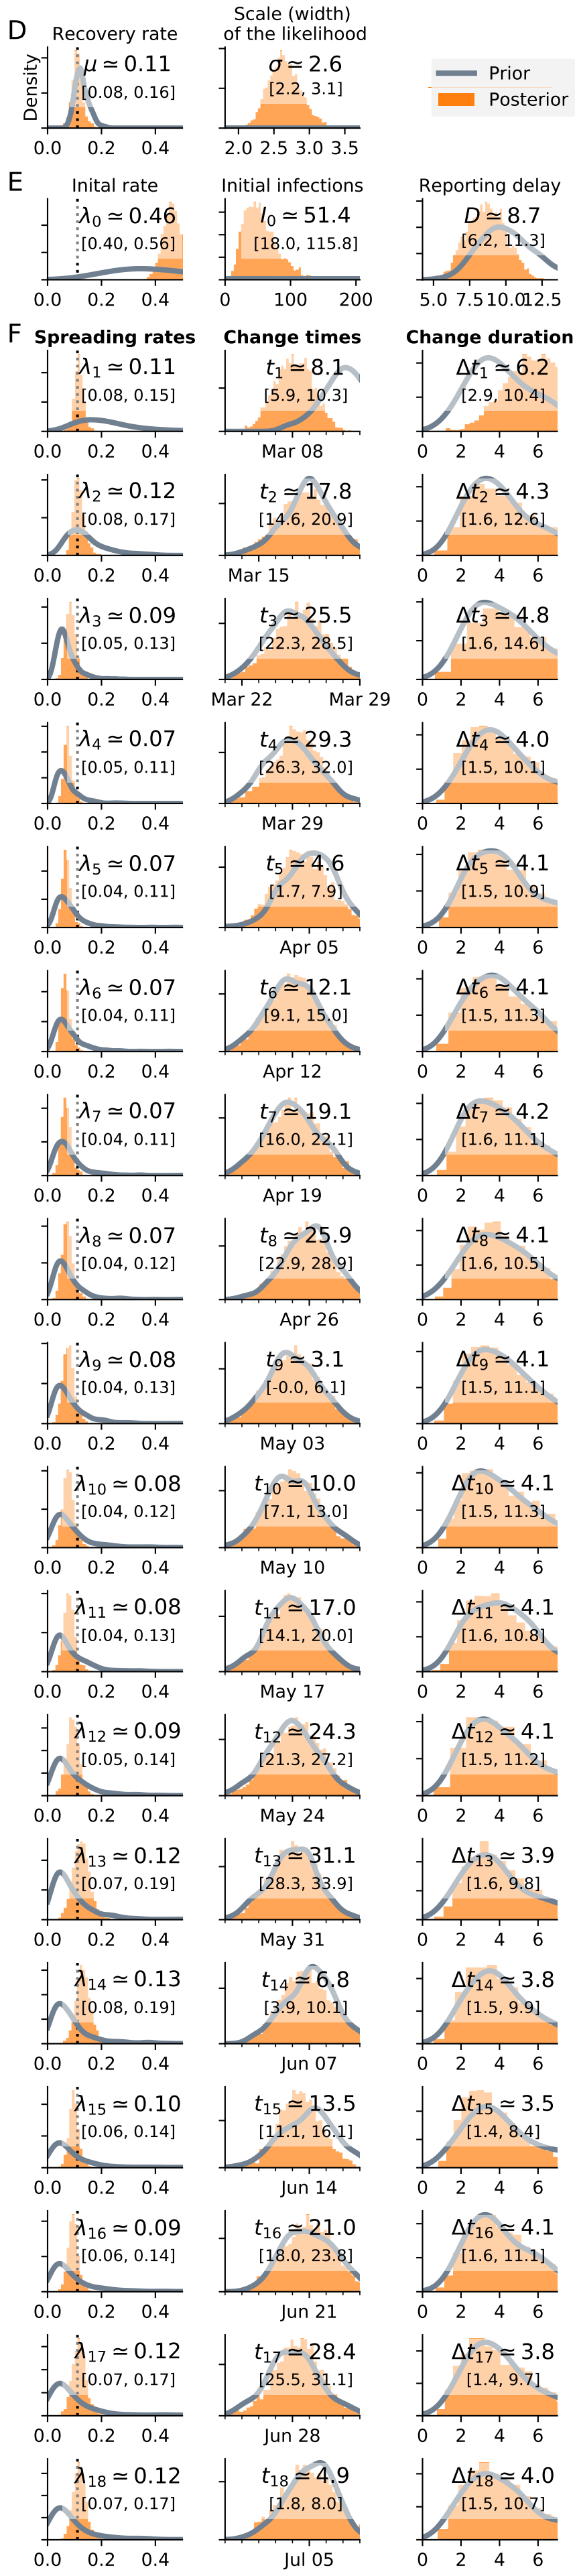 D
Recovery rate
Scale (width)
of the likelihood
Density
μ ≃ 0.11
[0.08, 0.16]
σ ≃ 2.6
[2.2, 3.1]
Prior
Posterior
0.0 0.2 0.4
2.0 2.5 3.0 3.5
E
Inital rate
Initial infections
Reporting delay
λ0 ≃ 0.46
[0.40, 0.56]
I0 ≃ 51.4
[18.0, 115.8]
D ≃ 8.7
[6.2, 11.3]
0.0 0.2 0.4
0 100 200
5.0 7.5 10.0 12.5
F
Spreading rates
Change times
Change duration
λ1 ≃ 0.11
[0.08, 0.15]
t1 ≃ 8.1
[5.9, 10.3]
Δt1 ≃ 6.2
[2.9, 10.4]
0.0 0.2 0.4
Mar 08
0 2 4 6
λ2 ≃ 0.12
[0.08, 0.17]
t2 ≃ 17.8
[14.6, 20.9]
Δt2 ≃ 4.3
[1.6, 12.6]
0.0 0.2 0.4
Mar 15
0 2 4 6
λ3 ≃ 0.09
[0.05, 0.13]
t3 ≃ 25.5
[22.3, 28.5]
Δt3 ≃ 4.8
[1.6, 14.6]
0.0 0.2 0.4
Mar 22 Mar 29
0 2 4 6
λ4 ≃ 0.07
[0.05, 0.11]
t4 ≃ 29.3
[26.3, 32.0]
Δt4 ≃ 4.0
[1.5, 10.1]
0.0 0.2 0.4
Mar 29
0 2 4 6
λ5 ≃ 0.07
[0.04, 0.11]
t5 ≃ 4.6
[1.7, 7.9]
Δt5 ≃ 4.1
[1.5, 10.9]
0.0 0.2 0.4
Apr 05
0 2 4 6
λ6 ≃ 0.07
[0.04, 0.11]
t6 ≃ 12.1
[9.1, 15.0]
Δt6 ≃ 4.1
[1.5, 11.3]
0.0 0.2 0.4
Apr 12
0 2 4 6
λ7 ≃ 0.07
[0.04, 0.11]
t7 ≃ 19.1
[16.0, 22.1]
Δt7 ≃ 4.2
[1.6, 11.1]
0.0 0.2 0.4
Apr 19
0 2 4 6
λ8 ≃ 0.07
[0.04, 0.12]
t8 ≃ 25.9
[22.9, 28.9]
Δt8 ≃ 4.1
[1.6, 10.5]
0.0 0.2 0.4
Apr 26
0 2 4 6
λ9 ≃ 0.08
[0.04, 0.13]
t9 ≃ 3.1
[-0.0, 6.1]
Δt9 ≃ 4.1
[1.5, 11.1]
0.0 0.2 0.4
May 03
0 2 4 6
λ10 ≃ 0.08
[0.04, 0.12]
t10 ≃ 10.0
[7.1, 13.0]
Δt10 ≃ 4.1
[1.5, 11.3]
0.0 0.2 0.4
May 10
0 2 4 6
λ11 ≃ 0.08
[0.04, 0.13]
t11 ≃ 17.0
[14.1, 20.0]
Δt11 ≃ 4.1
[1.6, 10.8]
0.0 0.2 0.4
May 17
0 2 4 6
λ12 ≃ 0.09
[0.05, 0.14]
t12 ≃ 24.3
[21.3, 27.2]
Δt12 ≃ 4.1
[1.5, 11.2]
0.0 0.2 0.4
May 24
0 2 4 6
λ13 ≃ 0.12
[0.07, 0.19]
t13 ≃ 31.1
[28.3, 33.9]
Δt13 ≃ 3.9
[1.6, 9.8]
0.0 0.2 0.4
May 31
0 2 4 6
λ14 ≃ 0.13
[0.08, 0.19]
t14 ≃ 6.8
[3.9, 10.1]
Δt14 ≃ 3.8
[1.5, 9.9]
0.0 0.2 0.4
Jun 07
0 2 4 6
λ15 ≃ 0.10
[0.06, 0.14]
t15 ≃ 13.5
[11.1, 16.1]
Δt15 ≃ 3.5
[1.4, 8.4]
0.0 0.2 0.4
Jun 14
0 2 4 6
λ16 ≃ 0.09
[0.06, 0.14]
t16 ≃ 21.0
[18.0, 23.8]
Δt16 ≃ 4.1
[1.6, 11.1]
0.0 0.2 0.4
Jun 21
0 2 4 6
λ17 ≃ 0.12
[0.07, 0.17]
t17 ≃ 28.4
[25.5, 31.1]
Δt17 ≃ 3.8
[1.4, 9.7]
0.0 0.2 0.4
Jun 28
0 2 4 6
λ18 ≃ 0.12
[0.07, 0.17]
t18 ≃ 4.9
[1.8, 8.0]
Δt18 ≃ 4.0
[1.5, 10.7]
0.0 0.2 0.4
Jul 05
0 2 4 6